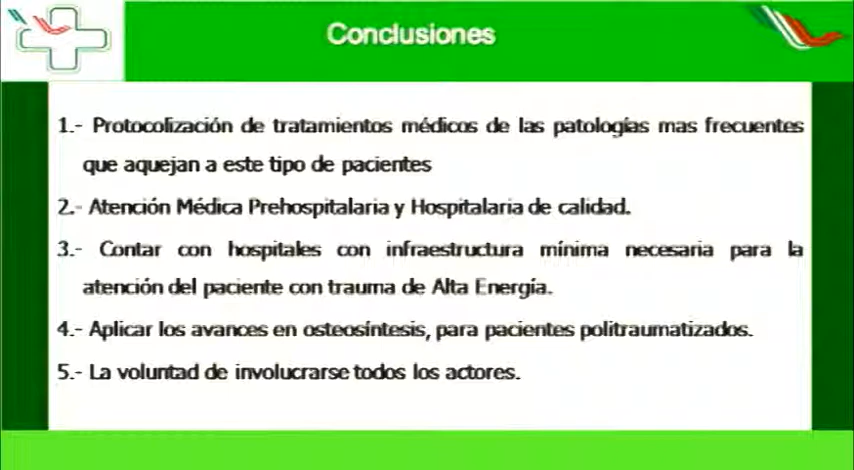 Conclusiones
1.- Protocolización de tratamientos médicos de las patologías mas frecuentes
que aquejan a este tipo de pacientes
2.- Atención Médica Prehospitalaria y Hospitalaria de calidad.
3.- Contar con hospitales con infraestructura mínima necesaria para la
atención del paciente con trauma de Alta Energía.
4.- Aplicar los avances en osteosíntesis, para pacientes politraumatizados.
5.- La voluntad de involucrarse todos los actores.